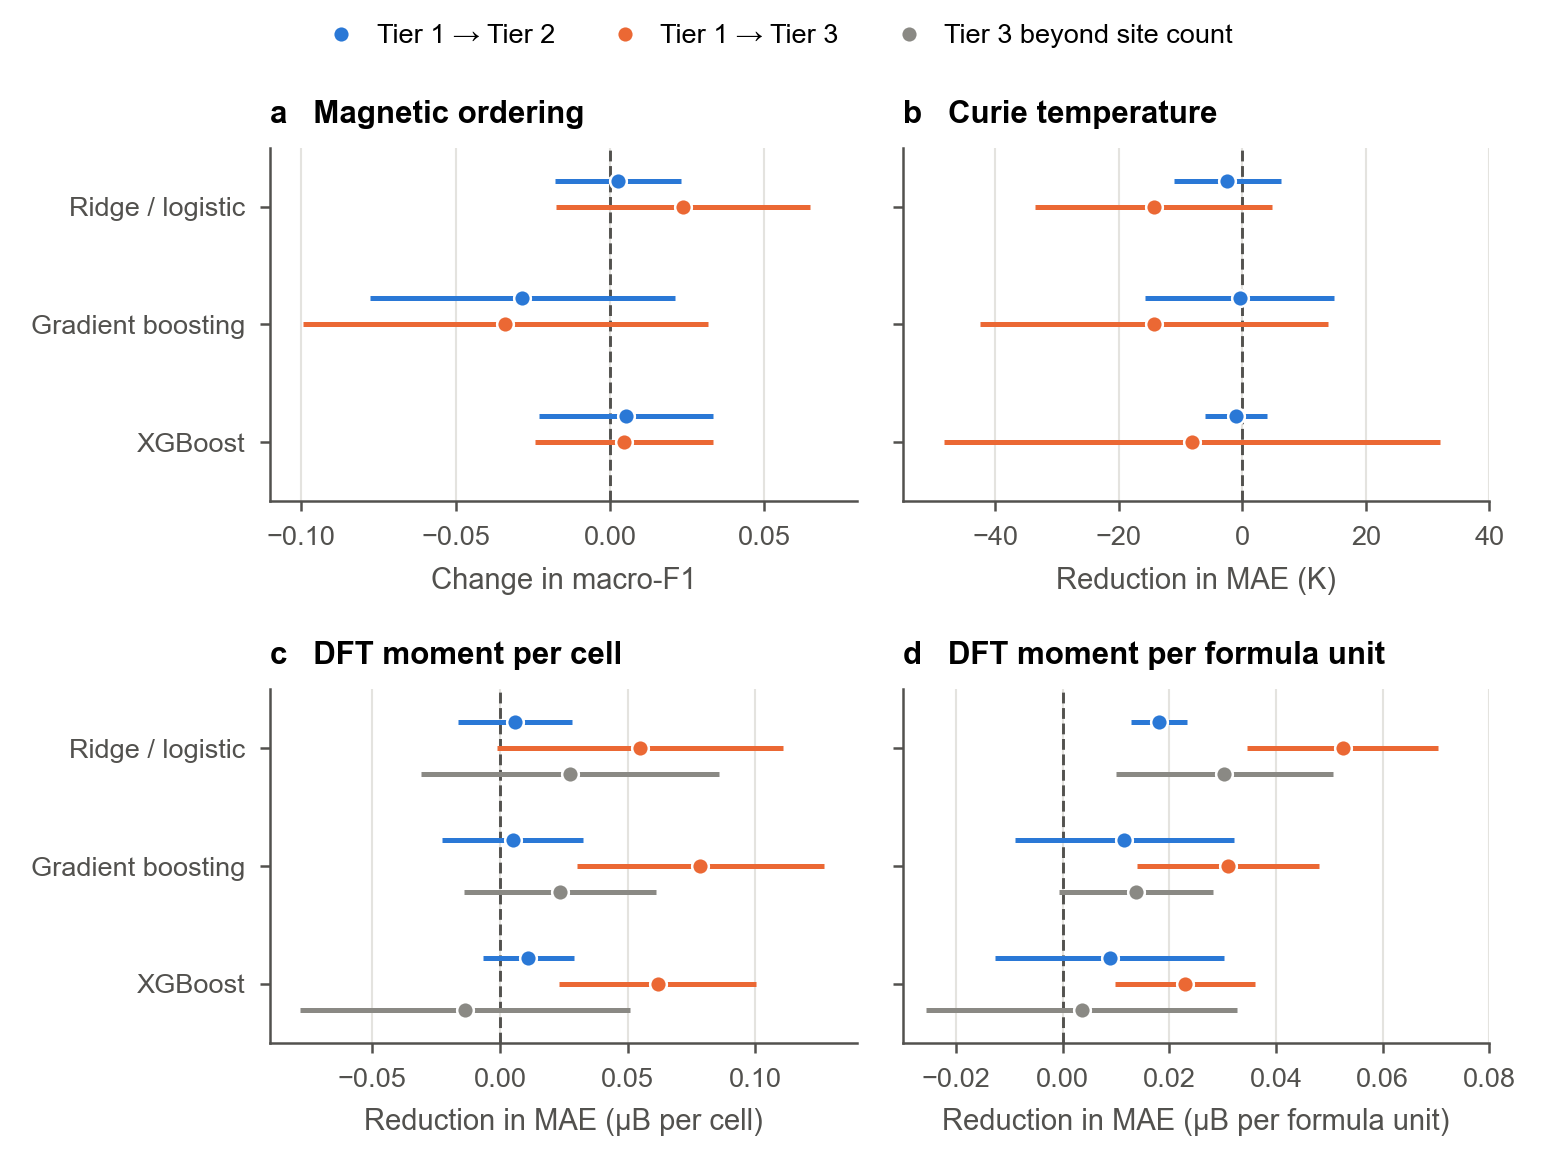 Tier 1 → Tier 2 Tier 1 → Tier 3 Tier 3 beyond site count
a Magnetic ordering
b Curie temperature
Ridge / logistic
Gradient boosting
XGBoost
−0.10 −0.05 0.00 0.05
−40 −20 0 20 40
Change in macro-F1
Reduction in MAE (K)
c DFT moment per cell
d DFT moment per formula unit
Ridge / logistic
Gradient boosting
XGBoost
−0.05 0.00 0.05 0.10
−0.02 0.00 0.02 0.04 0.06 0.08
Reduction in MAE (μB per cell)
Reduction in MAE (μB per formula unit)